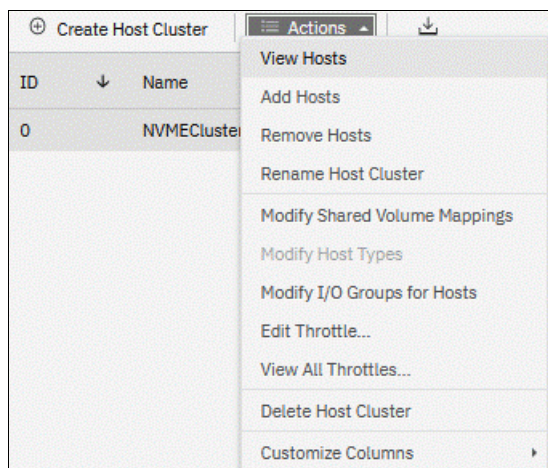 Create Host Cluster Actions
ID Name
0 NVMECluster
View Hosts
Add Hosts
Remove Hosts
Rename Host Cluster
Modify Shared Volume Mappings
Modify Host Types
Modify I/O Groups for Hosts
Edit Throttle...
View All Throttles...
Delete Host Cluster
Customize Columns